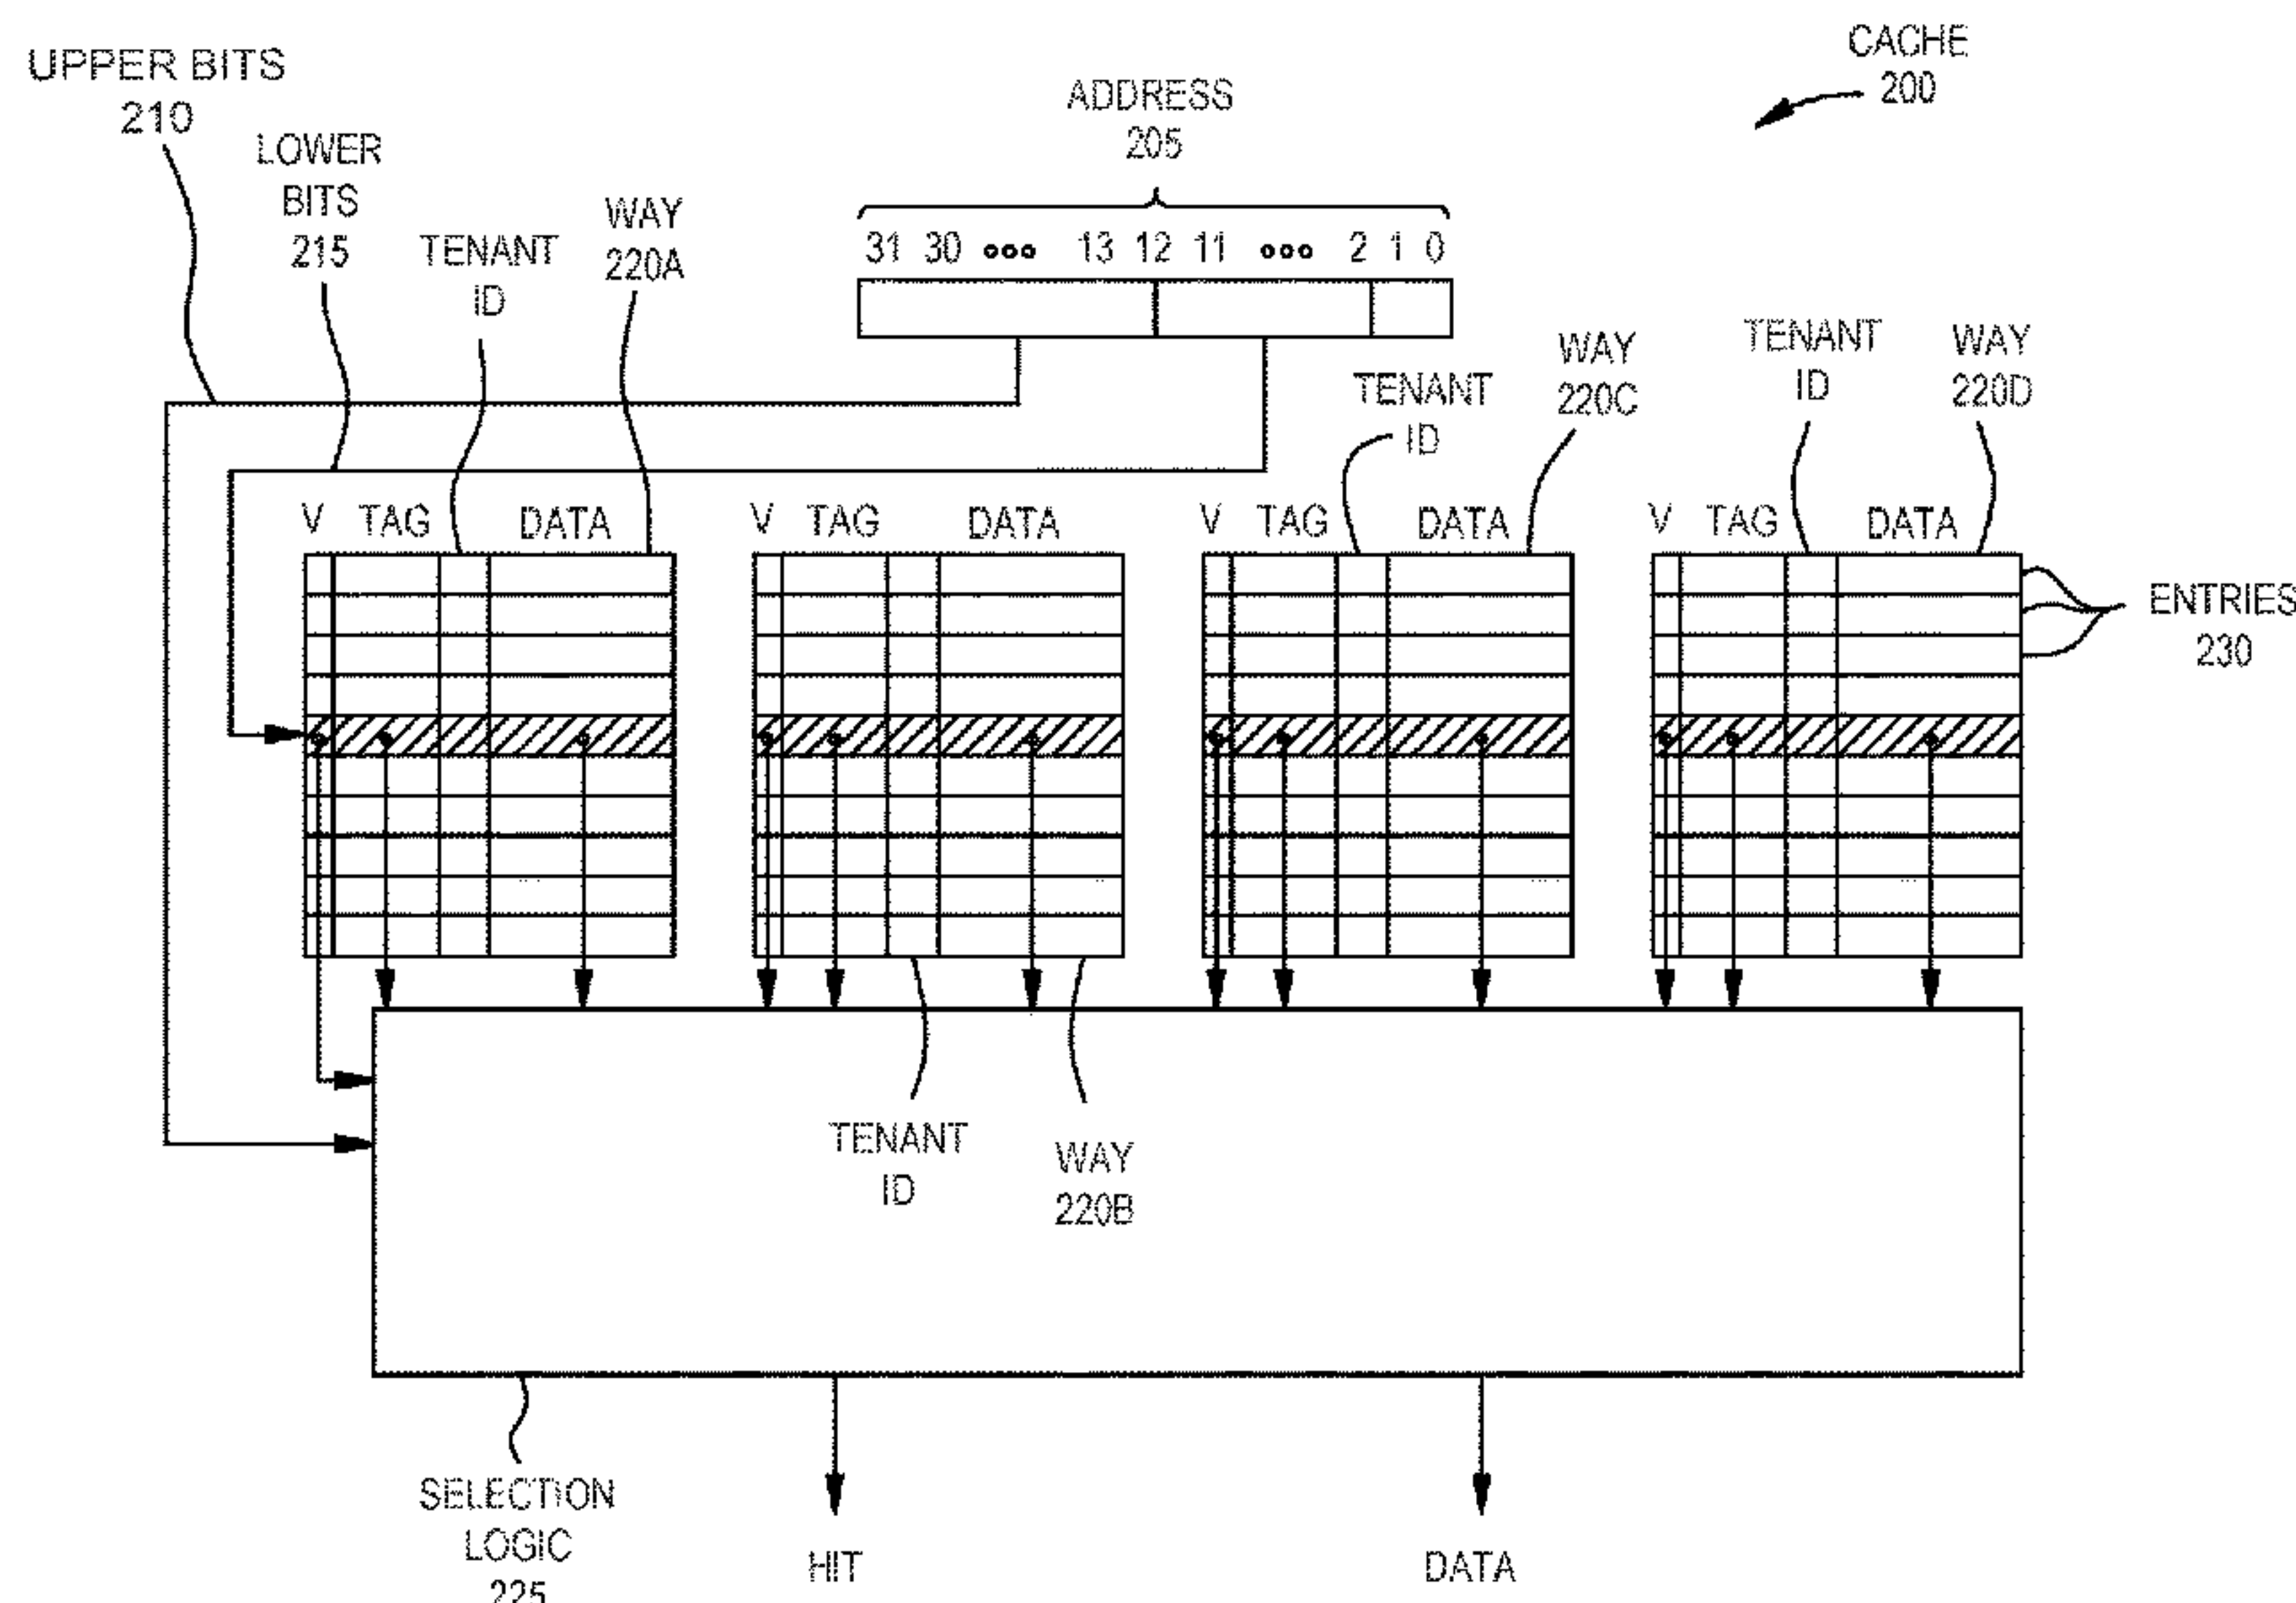 CACHE
200
UPPER BITS
210
ADDRESS
205
LOWER
BITS
215
WAY
220A
TENANT
ID
31 30 ••• 13 12 11 ••• 2 1 0
TENANT
ID
WAY
220D
WAY
220C
TENANT
ID
V TAG DATA V TAG DATA V TAG DATA V TAG DATA
ENTRIES
230
TENANT
ID
WAY
220B
SELECTION
LOGIC
225
HIT
DATA